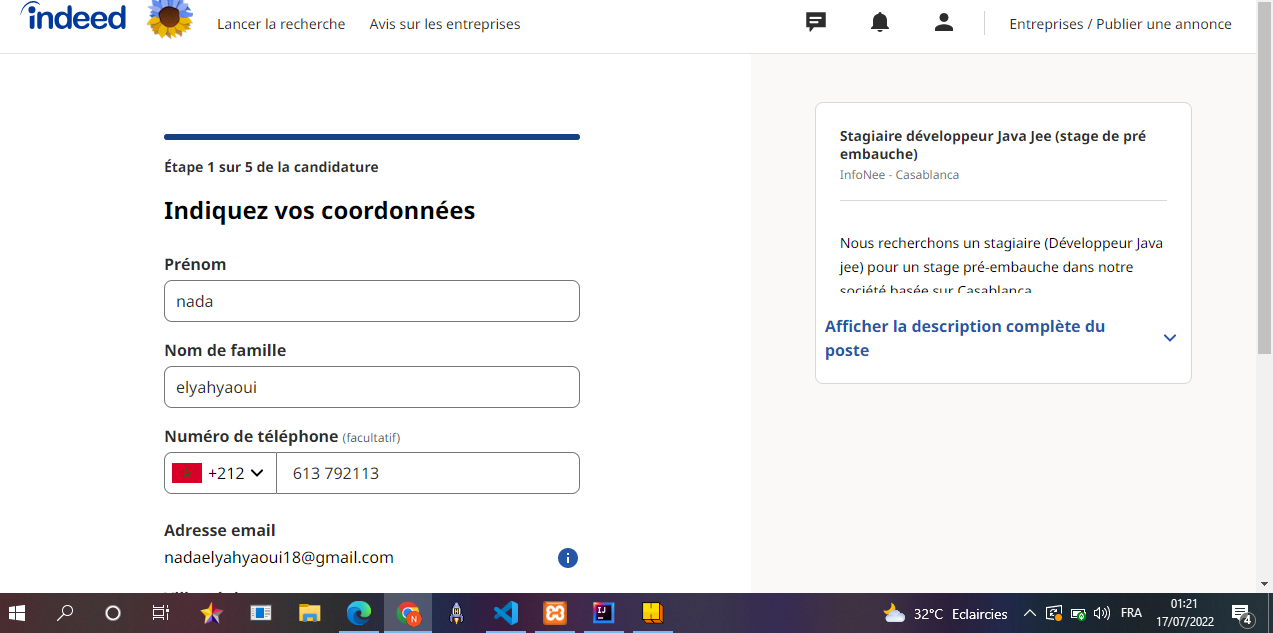 indeed
Lancer la recherche
Avis sur les entreprises
Entreprises / Publier une annonce
Étape 1 sur 5 de la candidature
Indiquez vos coordonnées
Prénom
nada
Nom de famille
elyahyaoui
Numéro de téléphone (facultatif)
+212
613 792113
Adresse email
nadaelyahyaoui18@gmail.com
Stagiaire développeur Java Jee (stage de pré
embauche)
InfoNee - Casablanca
Nous recherchons un stagiaire (Développeur Java
jee) pour un stage pré-embauche dans notre
société basée sur Casablanca
Afficher la description complète du
poste
N
IJ
32°C Eclaircies
FRA
01:21
17/07/2022
4